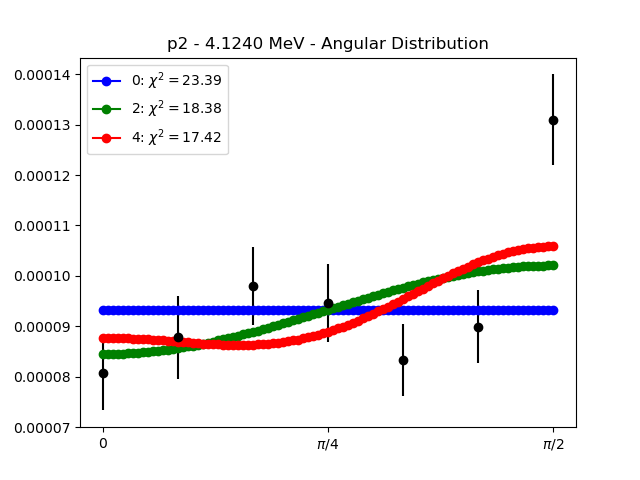 p2 - 4.1240 MeV - Angular Distribution
0: χ² = 23.39
2: χ² = 18.38
4: χ² = 17.42
0.00014
0.00013
0.00012
0.00011
0.00010
0.00009
0.00008
0.00007
0
π/4
π/2